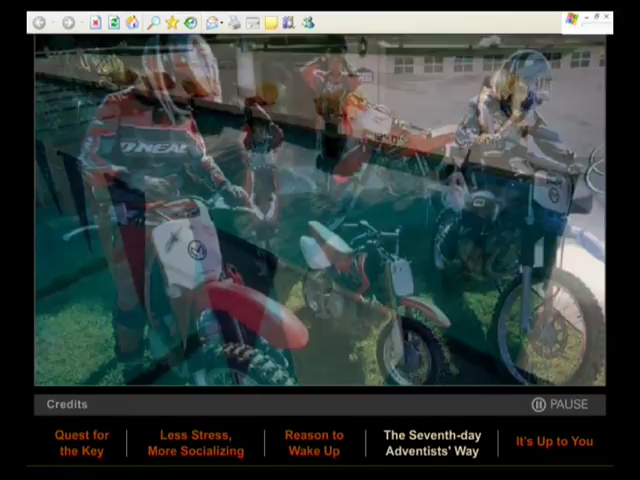 O'NEAL
Credits
PAUSE
Quest for
the Key
Less Stress,
More Socializing
Reason to
Wake Up
The Seventh-day
Adventists' Way
It's Up to You